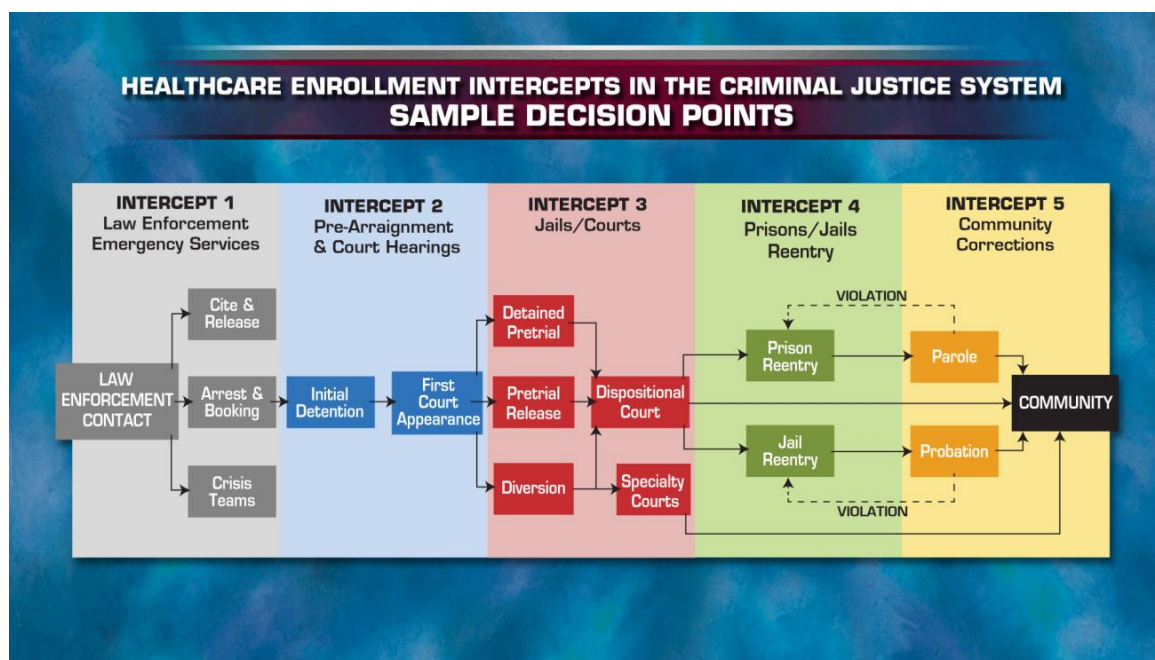 HEALTHCARE ENROLLMENT INTERCEPTS IN THE CRIMINAL JUSTICE SYSTEM
SAMPLE DECISION POINTS
INTERCEPT 1
Law Enforcement
Emergency Services
INTERCEPT 2
Pre-Arraignment
& Court Hearings
INTERCEPT 3
Jails/Courts
INTERCEPT 4
Prisons/Jails
Reentry
INTERCEPT 5
Community
Corrections
LAW
ENFORCEMENT
CONTACT
Cite &
Release
Arrest &
Booking
Crisis
Teams
Initial
Detention
First
Court
Appearance
Detained
Pretrial
Pretrial
Release
Diversion
Dispositional
Court
Specialty
Courts
VIOLATION
Prison
Reentry
Parole
Jail
Reentry
Probation
VIOLATION
COMMUNITY